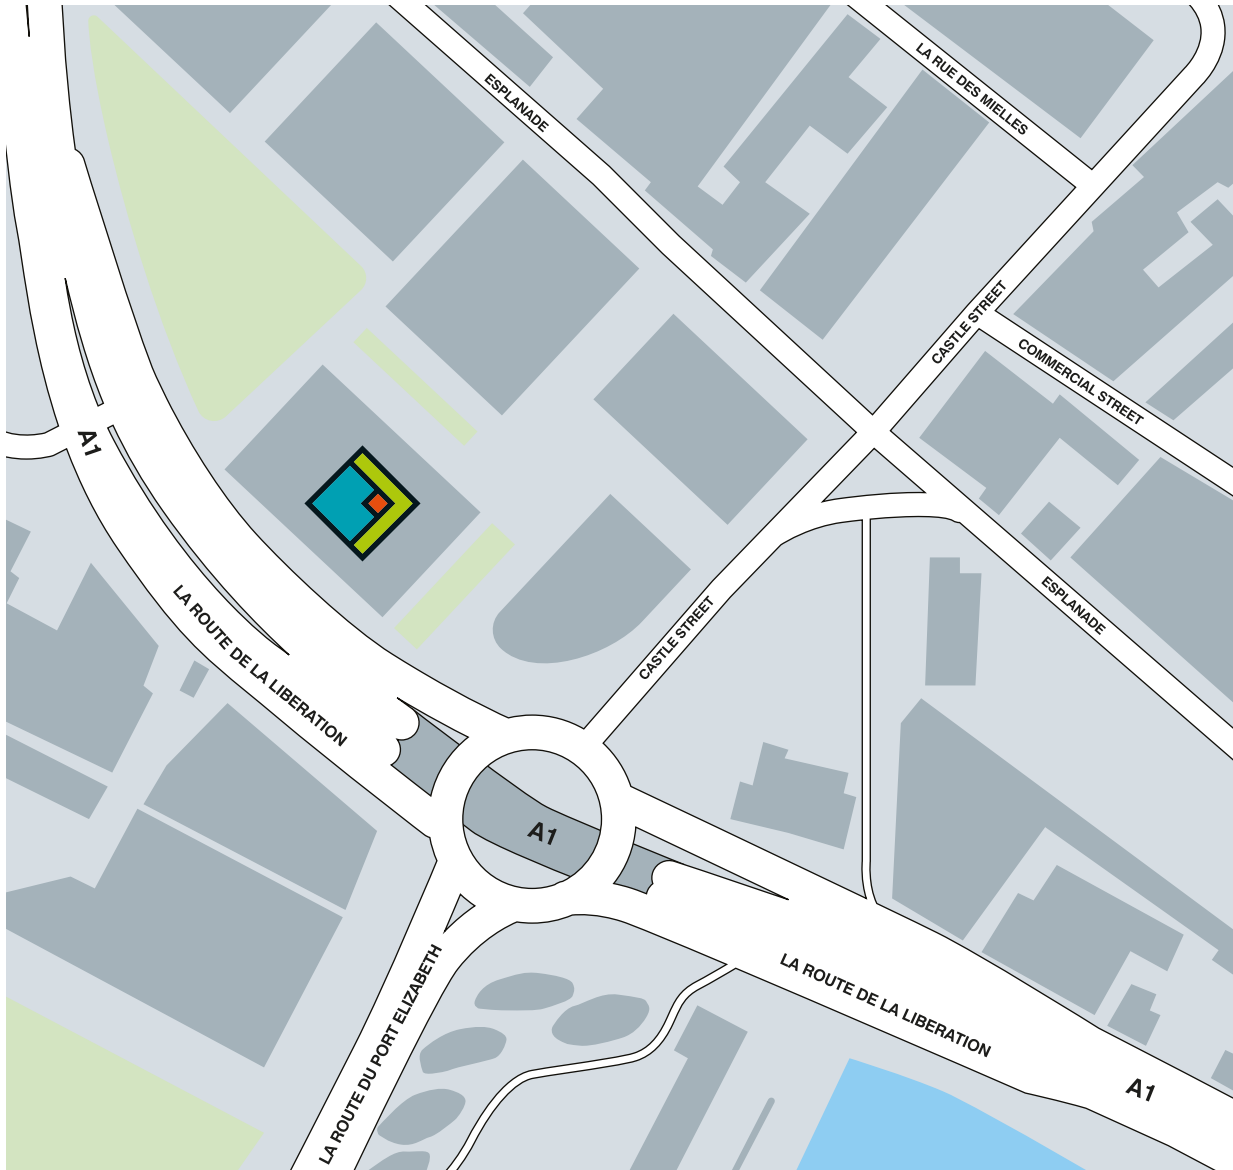 LA RUE DES MIELLES
ESPLANADE
CASTLE STREET
COMMERCIAL STREET
A1
ESPLANADE
LA ROUTE DE LA LIBERATION
CASTLE STREET
A1
LA ROUTE DU PORT ELIZABETH
LA ROUTE DE LA LIBERATION
A1